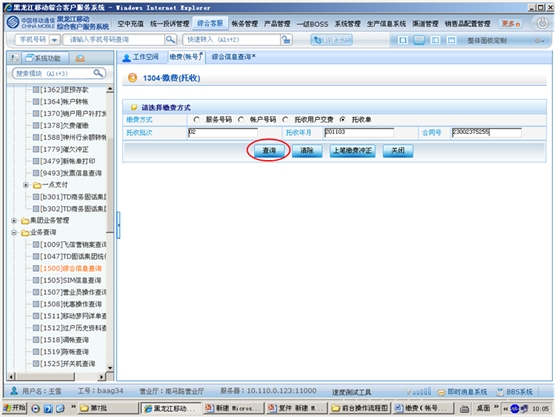 黑龙江移动综合客户服务系统 - Windows Internet Explorer
中国移动通信
CHINA MOBILE
黑龙江移动
综合客户服务系统
空中充值 统一投诉管理 综合客服 帐务管理 产品管理 一级BOSS 系统管理 生产信息系统 渠道管理 销售品配置管理 更多
手机号码 请输入手机号码查询 快速转入 (Alt+2) 整体面板定制
系统功能 工作空间 缴费(帐号) 综合信息查询
搜索模块 (Alt+3)
1304·缴费(托收)
[1362]退预存款
[1364]帐户转帐
[1370]销户用户补打发
[1378]欠费催缴
[1588]神州行余额转帐
[1779]催欠冲正
[3479]新帐单打印
[9493]发票信息查询
一点支付
[b301]TD商务固话集
[b302]TD商务固话集
集团业务管理
业务查询
[1009]飞信营销案查询
[1047]TD固话集团统付
[1500]综合信息查询
[1505]SIM信息查询
[1507]营业员操作查询
[1508]优惠操作查询
[1511]移动梦网详单查
[1512]过户历史资料查
[1518]调帐查询
[1519]陈帐查询
[1525]开关机查询
请选择缴费方式
缴费方式 服务号码 帐户号码 托收用户交费 托收单
托收批次 02 托收年月 201103 合同号 23002375255
查询 清除 上笔缴费冲正 关闭
用户名：王雪 工号：baag34 营业厅：南马路营业厅 服务器：10.110.0.123:11000 速度测试工具 即时消息系统 BBS系统
开始 第7批 黑龙江移动... 新建 Micros... 复件 新建 M... 前台操作流程图 缴费(帐号... 桌面 10:05